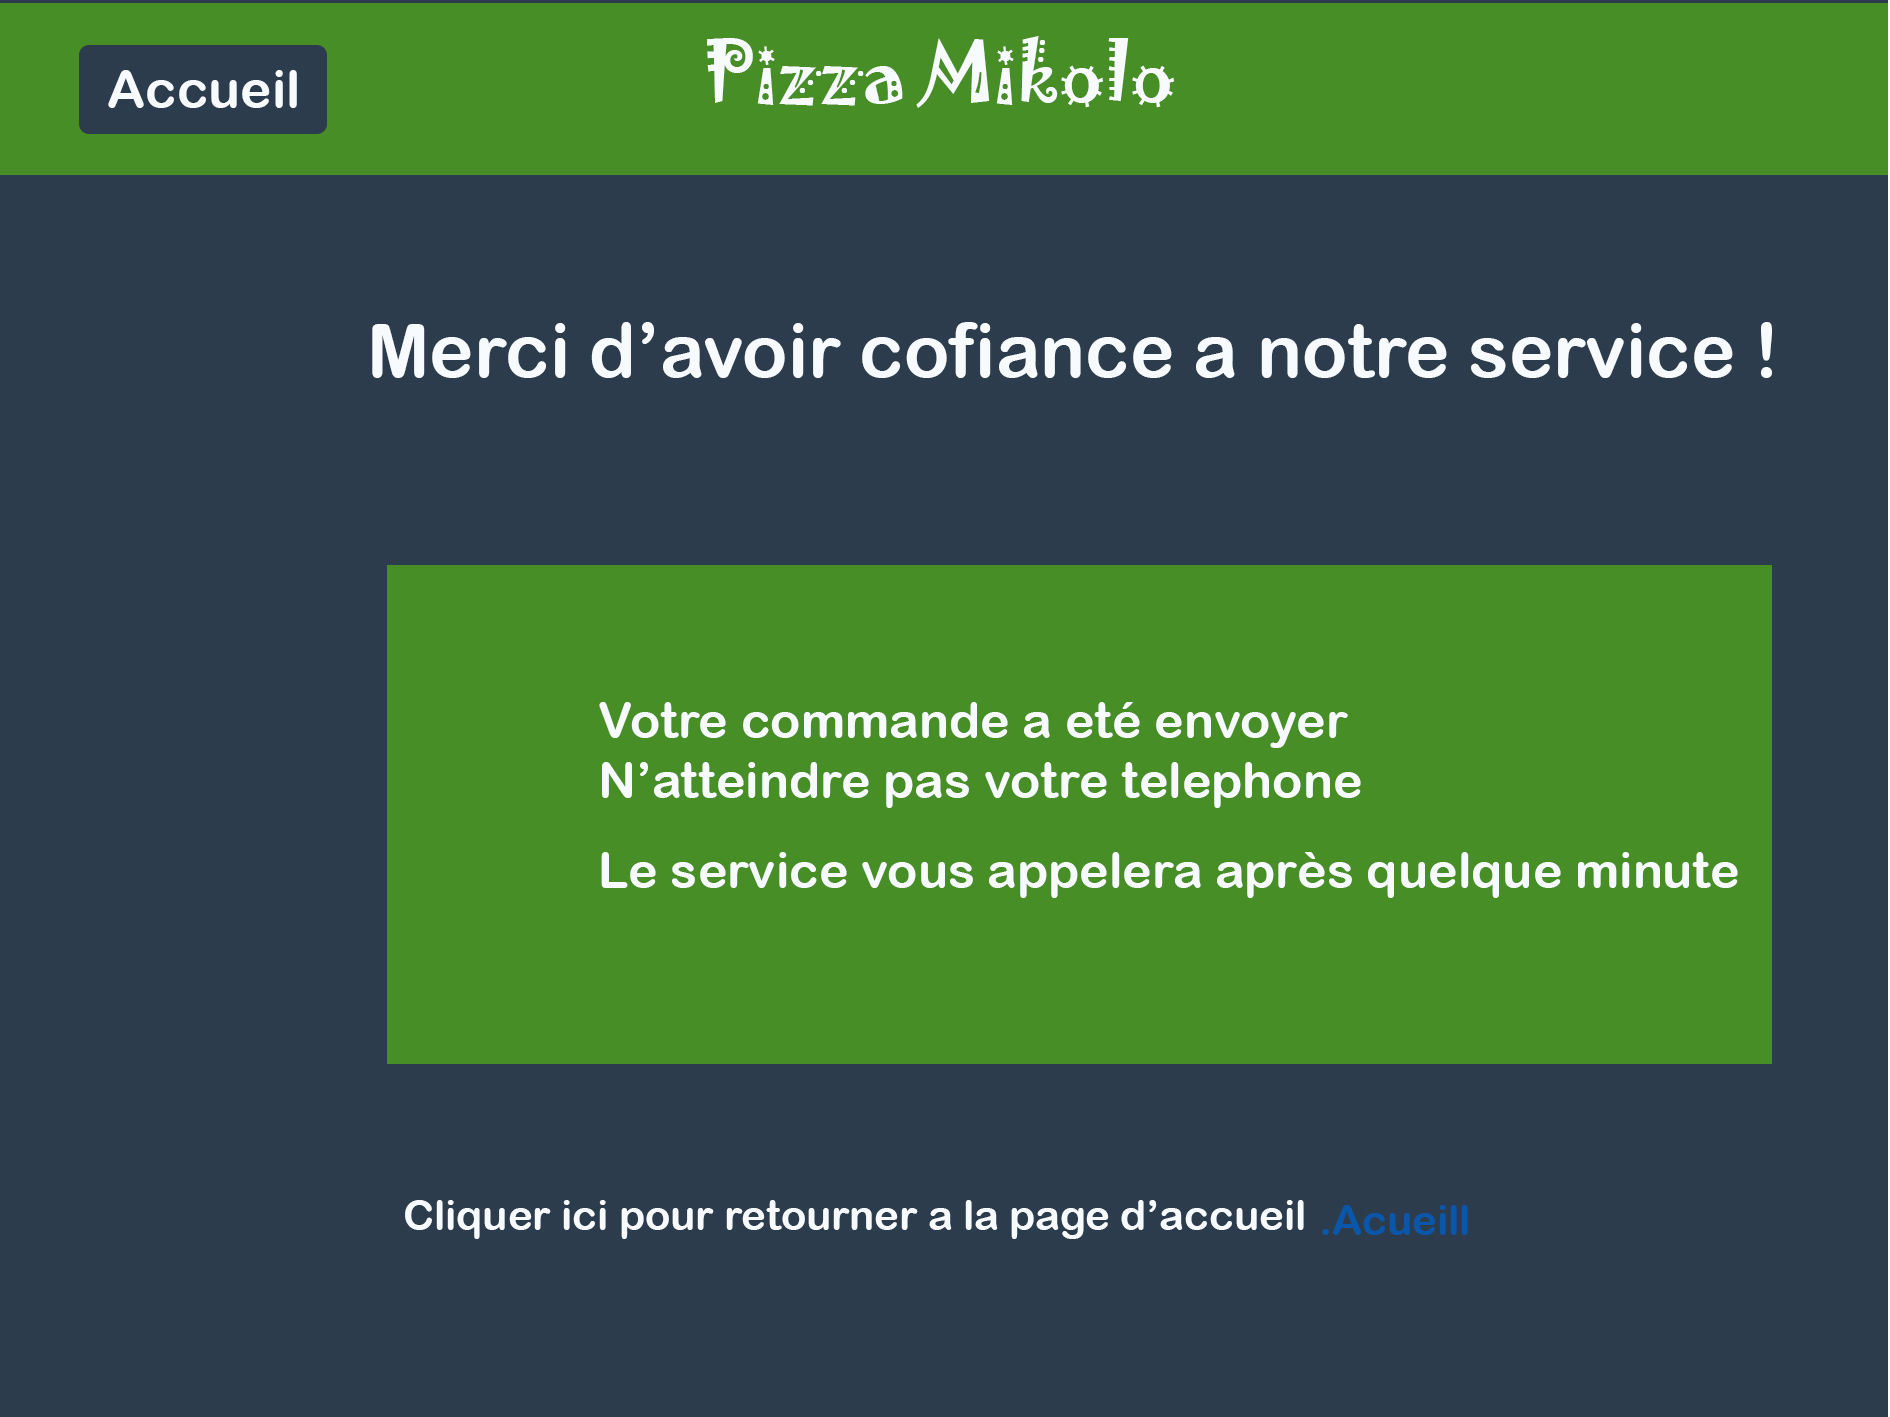 Accueil
Pizza Mikolo
Merci d’avoir cofiance a notre service !
Votre commande a eté envoyer
N’atteindre pas votre telephone
Le service vous appelera après quelque minute
Cliquer ici pour retourner a la page d’accueil .Acueill